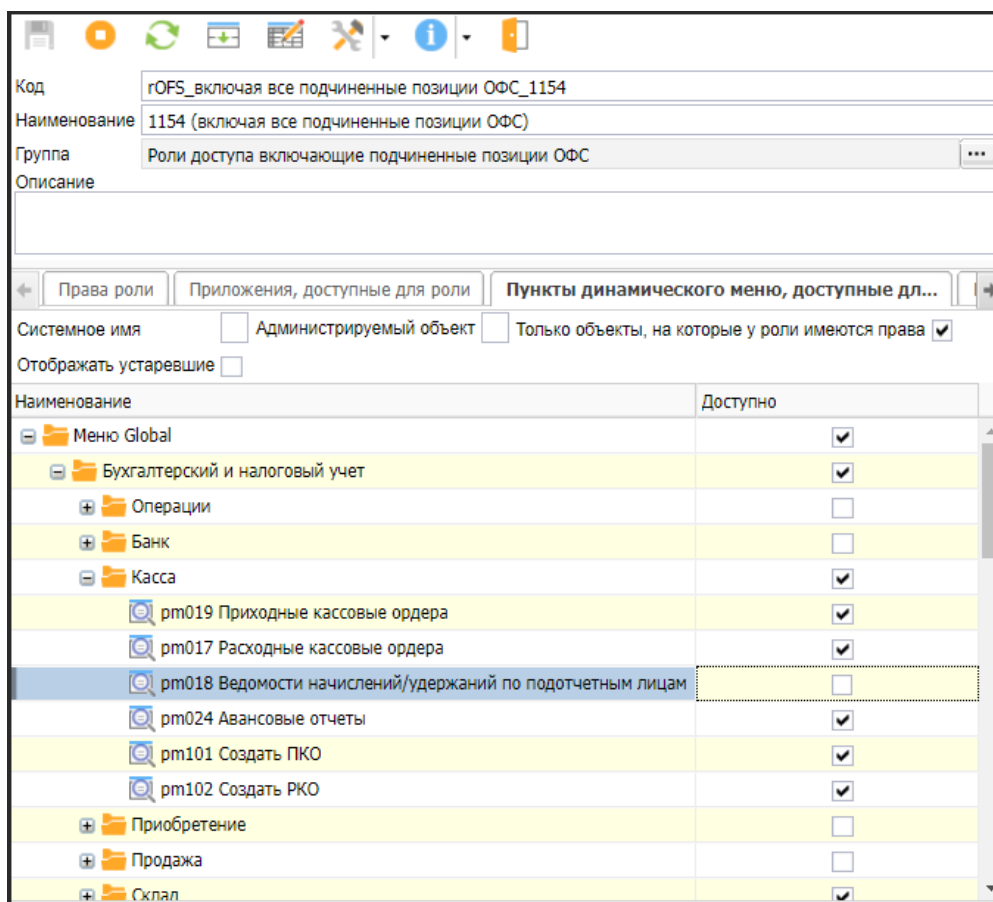 Код rOFS_включая все подчиненные позиции ОФС_1154
Наименование 1154 (включая все подчиненные позиции ОФС)
Группа Роли доступа включающие подчиненные позиции ОФС ...
Описание
Права роли Приложения, доступные для роли Пункты динамического меню, доступные дл...
Системное имя Администрируемый объект Только объекты, на которые у роли имеются права
Отображать устаревшие
Наименование Доступно
Меню Global
Бухгалтерский и налоговый учет
Операции
Банк
Касса
pm019 Приходные кассовые ордера
pm017 Расходные кассовые ордера
pm018 Ведомости начислений/удержаний по подотчетным лицам
pm024 Авансовые отчеты
pm101 Создать ПКО
pm102 Создать РКО
Приобретение
Продажа
Склад